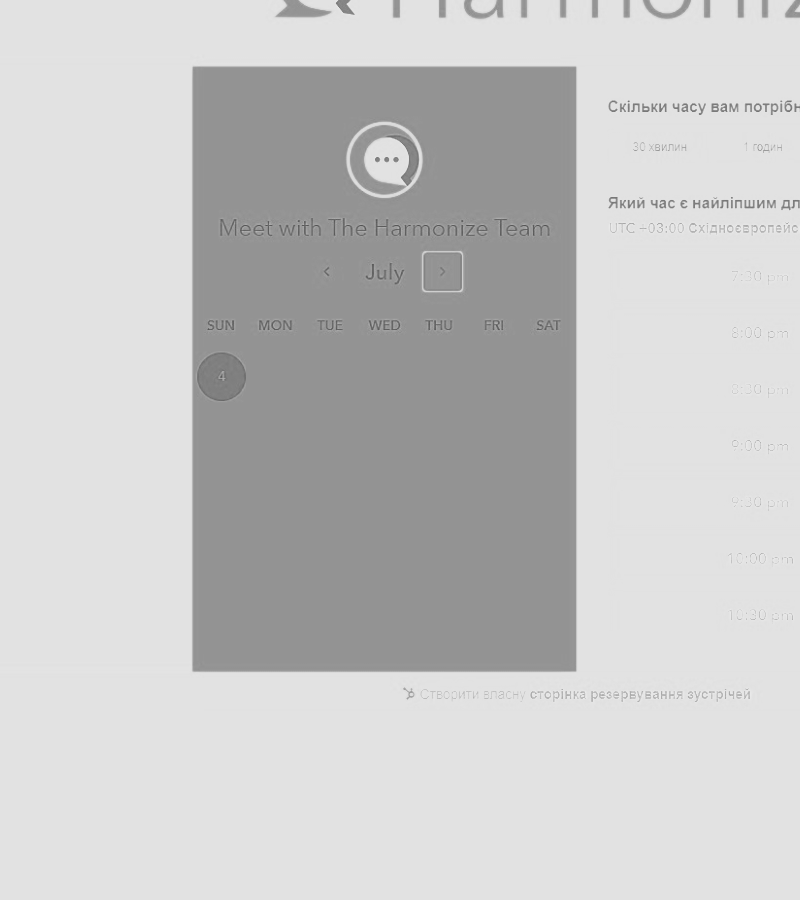 Harmoniz
Meet with The Harmonize Team
July
SUN MON TUE WED THU FRI SAT
4
Скільки часу вам потрібн
30 хвилин 1 годин
Який час є найліпшим дл
UTC +03:00 Східноєвропейс
7:30 pm
8:00 pm
8:30 pm
9:00 pm
9:30 pm
10:00 pm
10:30 pm
Створити власну сторінка резервування зустрічей